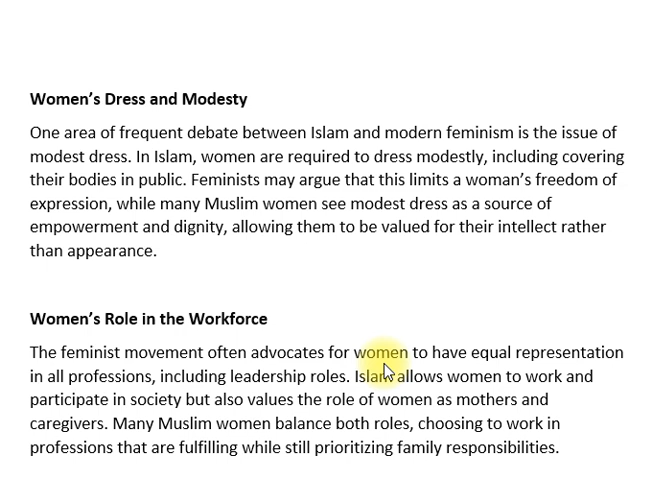 Women’s Dress and Modesty
One area of frequent debate between Islam and modern feminism is the issue of
modest dress. In Islam, women are required to dress modestly, including covering
their bodies in public. Feminists may argue that this limits a woman’s freedom of
expression, while many Muslim women see modest dress as a source of
empowerment and dignity, allowing them to be valued for their intellect rather
than appearance.
Women’s Role in the Workforce
The feminist movement often advocates for women to have equal representation
in all professions, including leadership roles. Islam allows women to work and
participate in society but also values the role of women as mothers and
caregivers. Many Muslim women balance both roles, choosing to work in
professions that are fulfilling while still prioritizing family responsibilities.